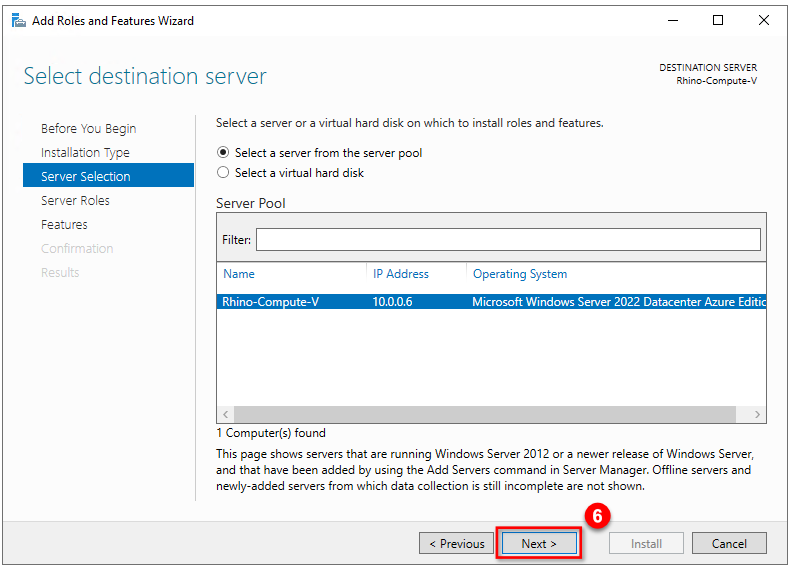 Add Roles and Features Wizard
Select destination server
DESTINATION SERVER
Rhino-Compute-V
Before You Begin
Installation Type
Server Selection
Server Roles
Features
Confirmation
Results
Select a server or a virtual hard disk on which to install roles and features.
Select a server from the server pool
Select a virtual hard disk
Server Pool
Filter:
Name IP Address Operating System
Rhino-Compute-V 10.0.0.6 Microsoft Windows Server 2022 Datacenter Azure Editic
1 Computer(s) found
This page shows servers that are running Windows Server 2012 or a newer release of Windows Server,
and that have been added by using the Add Servers command in Server Manager. Offline servers and
newly-added servers from which data collection is still incomplete are not shown.
6
< Previous Next > Install Cancel